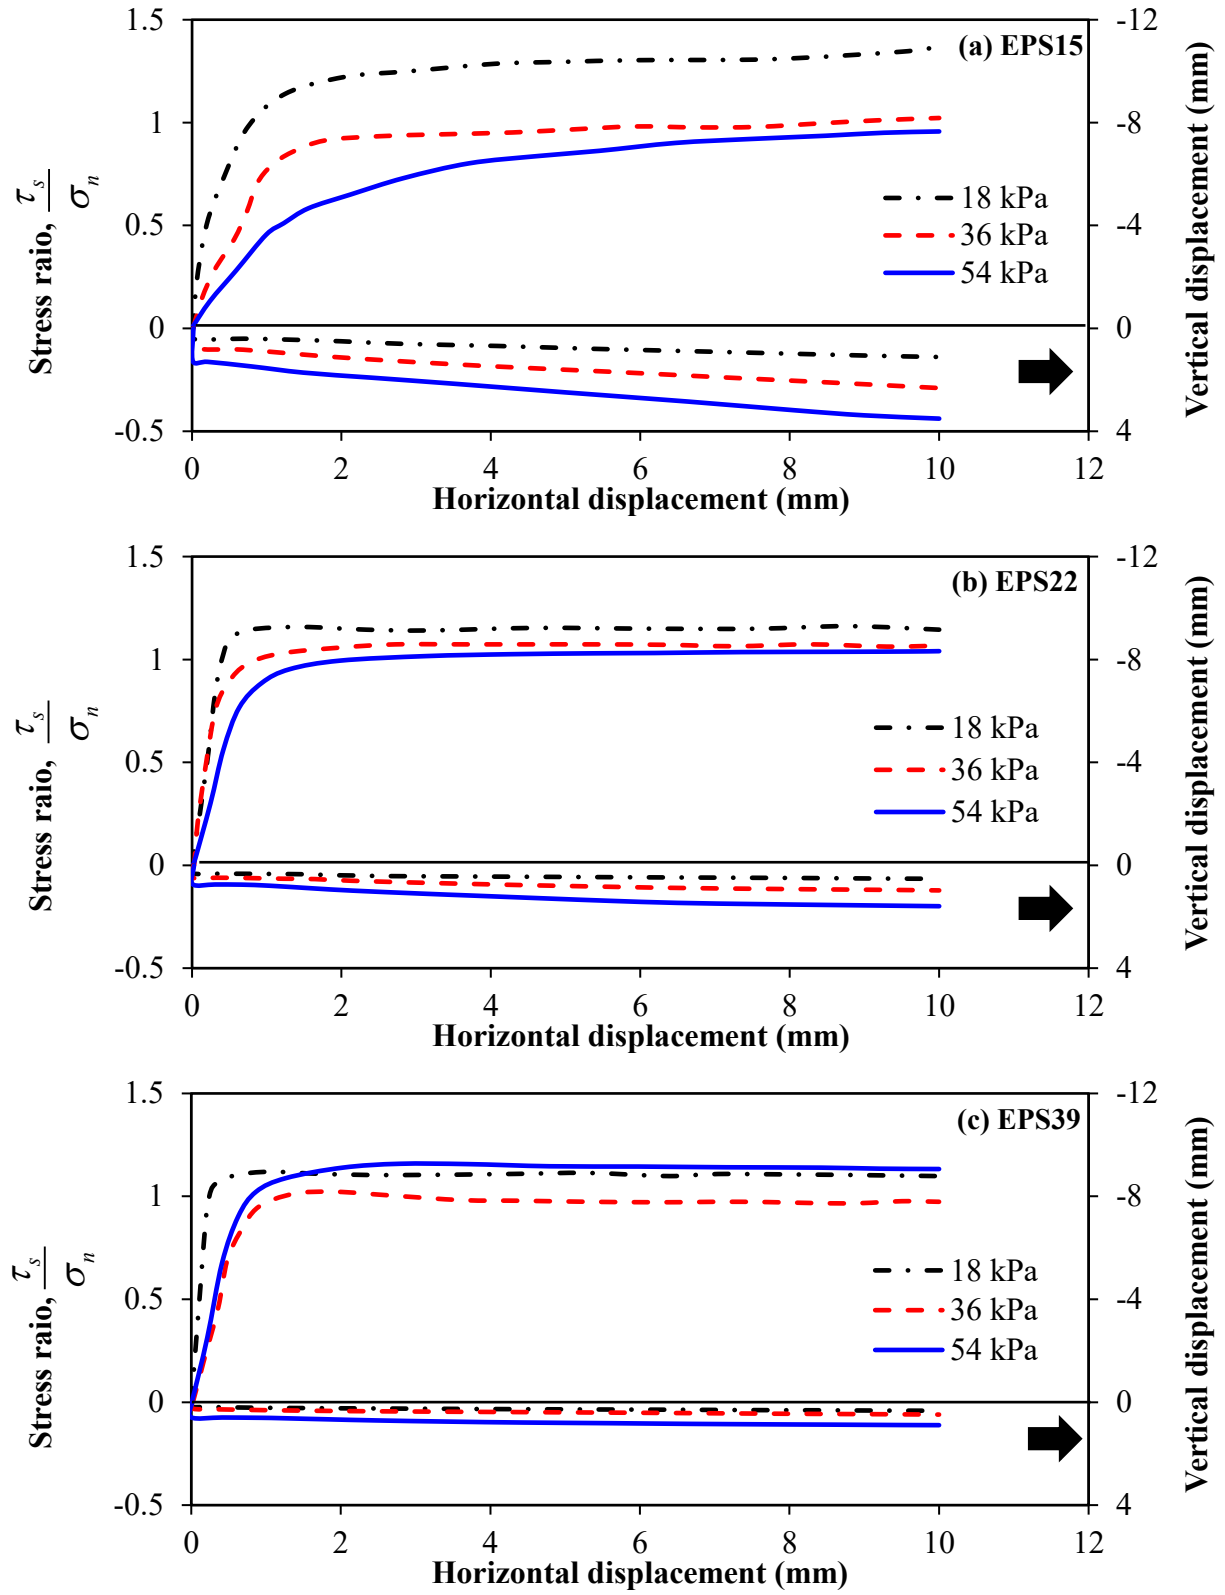 (a) EPS15
1.5
1
0.5
0
-0.5
-12
-8
-4
0
4
0 2 4 6 8 10 12
18 kPa
36 kPa
54 kPa
Stress raio, τs/σn
Vertical displacement (mm)
Horizontal displacement (mm)
(b) EPS22
1.5
1
0.5
0
-0.5
-12
-8
-4
0
4
0 2 4 6 8 10 12
18 kPa
36 kPa
54 kPa
Stress raio, τs/σn
Vertical displacement (mm)
Horizontal displacement (mm)
(c) EPS39
1.5
1
0.5
0
-0.5
-12
-8
-4
0
4
0 2 4 6 8 10 12
18 kPa
36 kPa
54 kPa
Stress raio, τs/σn
Vertical displacement (mm)
Horizontal displacement (mm)